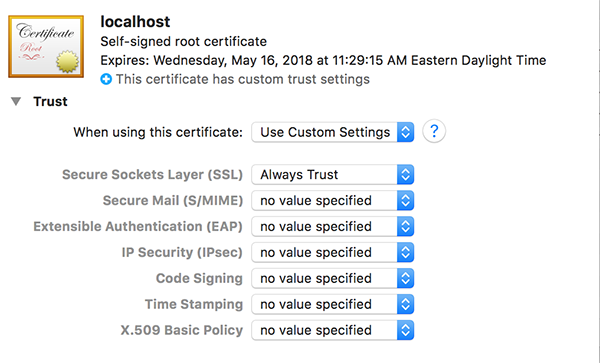 Certificate
Root
localhost
Self-signed root certificate
Expires: Wednesday, May 16, 2018 at 11:29:15 AM Eastern Daylight Time
This certificate has custom trust settings
Trust
When using this certificate: Use Custom Settings ?
Secure Sockets Layer (SSL) Always Trust
Secure Mail (S/MIME) no value specified
Extensible Authentication (EAP) no value specified
IP Security (IPsec) no value specified
Code Signing no value specified
Time Stamping no value specified
X.509 Basic Policy no value specified